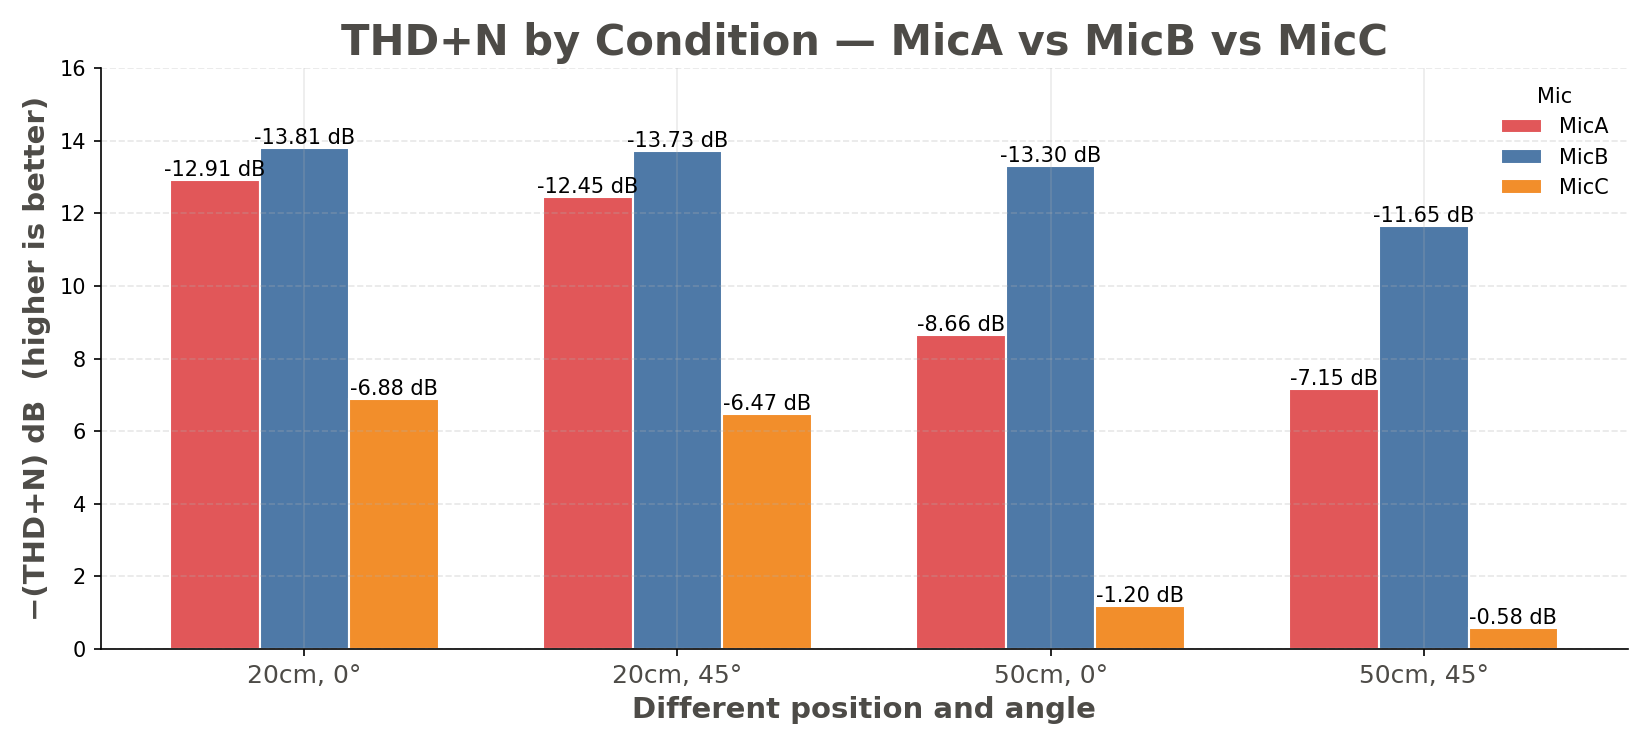 THD+N by Condition — MicA vs MicB vs MicC
−(THD+N) dB  (higher is better)
16
14
12
10
8
6
4
2
0
-12.91 dB
-13.81 dB
-6.88 dB
-12.45 dB
-13.73 dB
-6.47 dB
-8.66 dB
-13.30 dB
-1.20 dB
-7.15 dB
-11.65 dB
-0.58 dB
Mic
MicA
MicB
MicC
20cm, 0°
20cm, 45°
50cm, 0°
50cm, 45°
Different position and angle